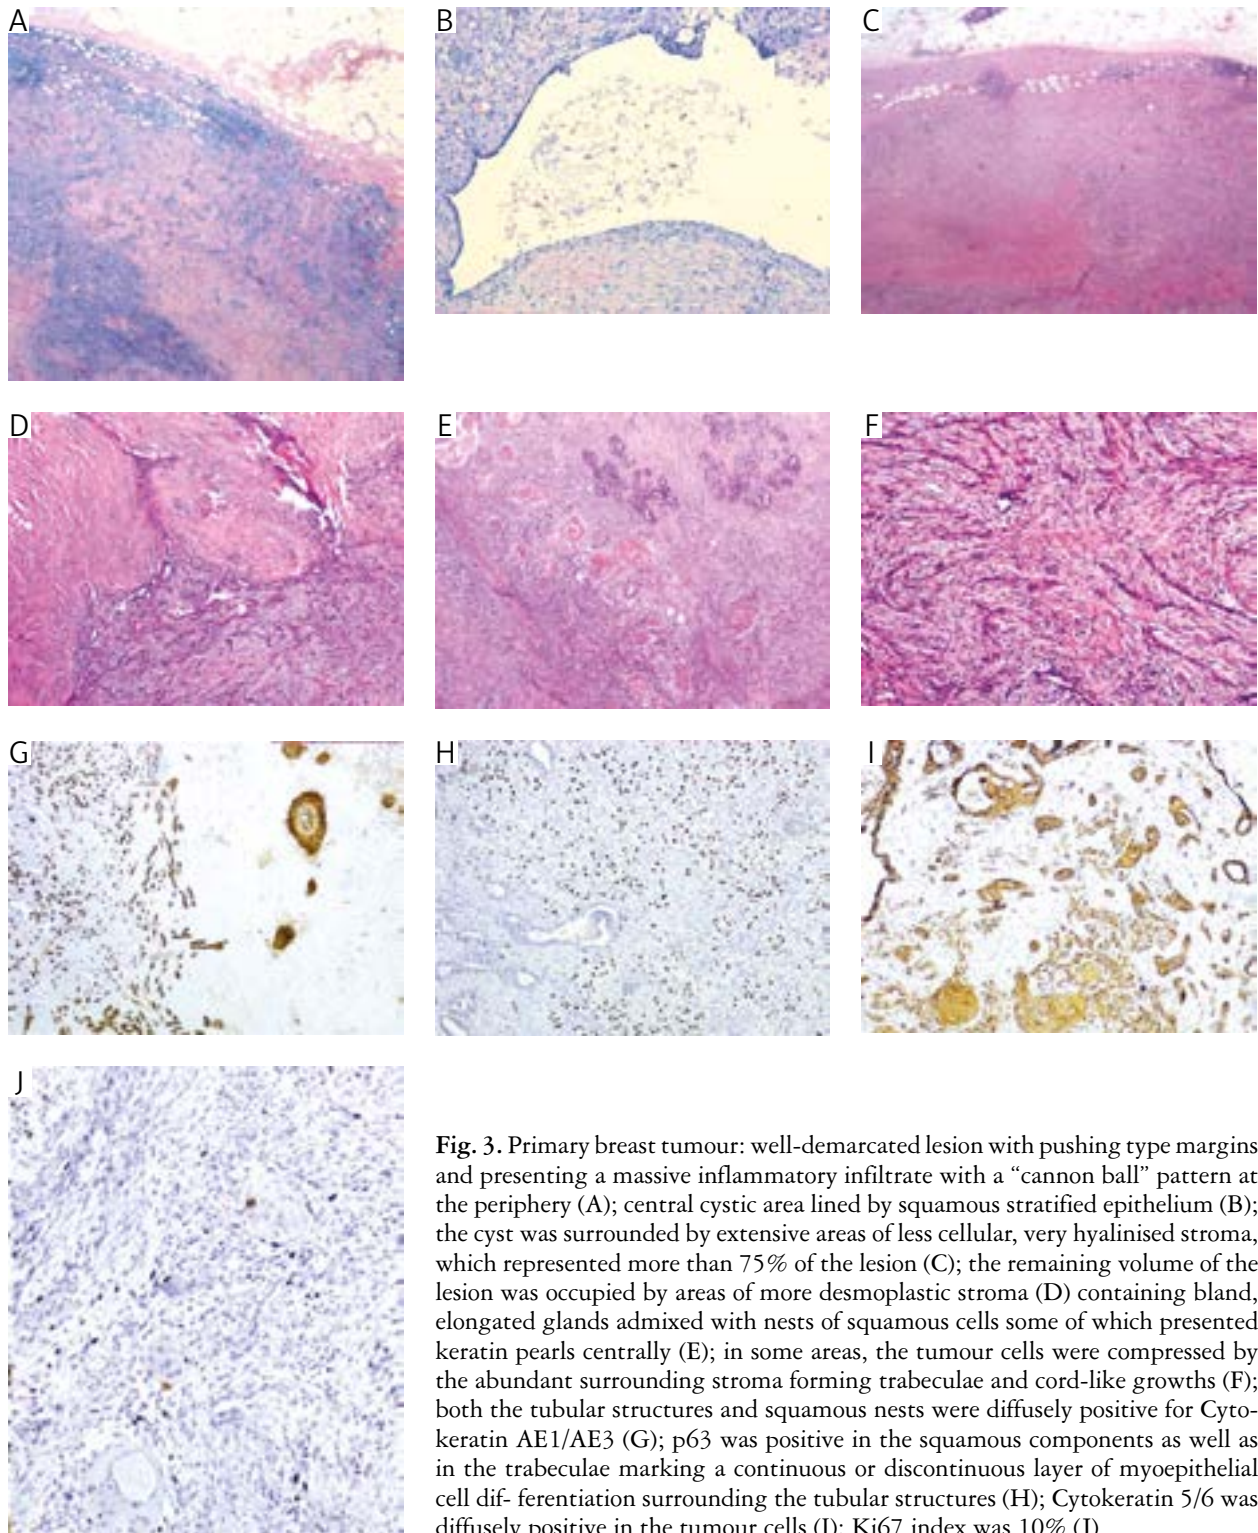 A
B
C
D
E
F
G
H
I
J
Fig. 3. Primary breast tumour: well-demarcated lesion with pushing type margins
and presenting a massive inflammatory infiltrate with a “cannon ball” pattern at
the periphery (A); central cystic area lined by squamous stratified epithelium (B);
the cyst was surrounded by extensive areas of less cellular, very hyalinised stroma,
which represented more than 75% of the lesion (C); the remaining volume of the
lesion was occupied by areas of more desmoplastic stroma (D) containing bland,
elongated glands admixed with nests of squamous cells some of which presented
keratin pearls centrally (E); in some areas, the tumour cells were compressed by
the abundant surrounding stroma forming trabeculae and cord-like growths (F);
both the tubular structures and squamous nests were diffusely positive for Cyto-
keratin AE1/AE3 (G); p63 was positive in the squamous components as well as
in the trabeculae marking a continuous or discontinuous layer of myoepithelial
cell dif- ferentiation surrounding the tubular structures (H); Cytokeratin 5/6 was
diffusely positive in the tumour cells (I); Ki67 index was 10% (J)